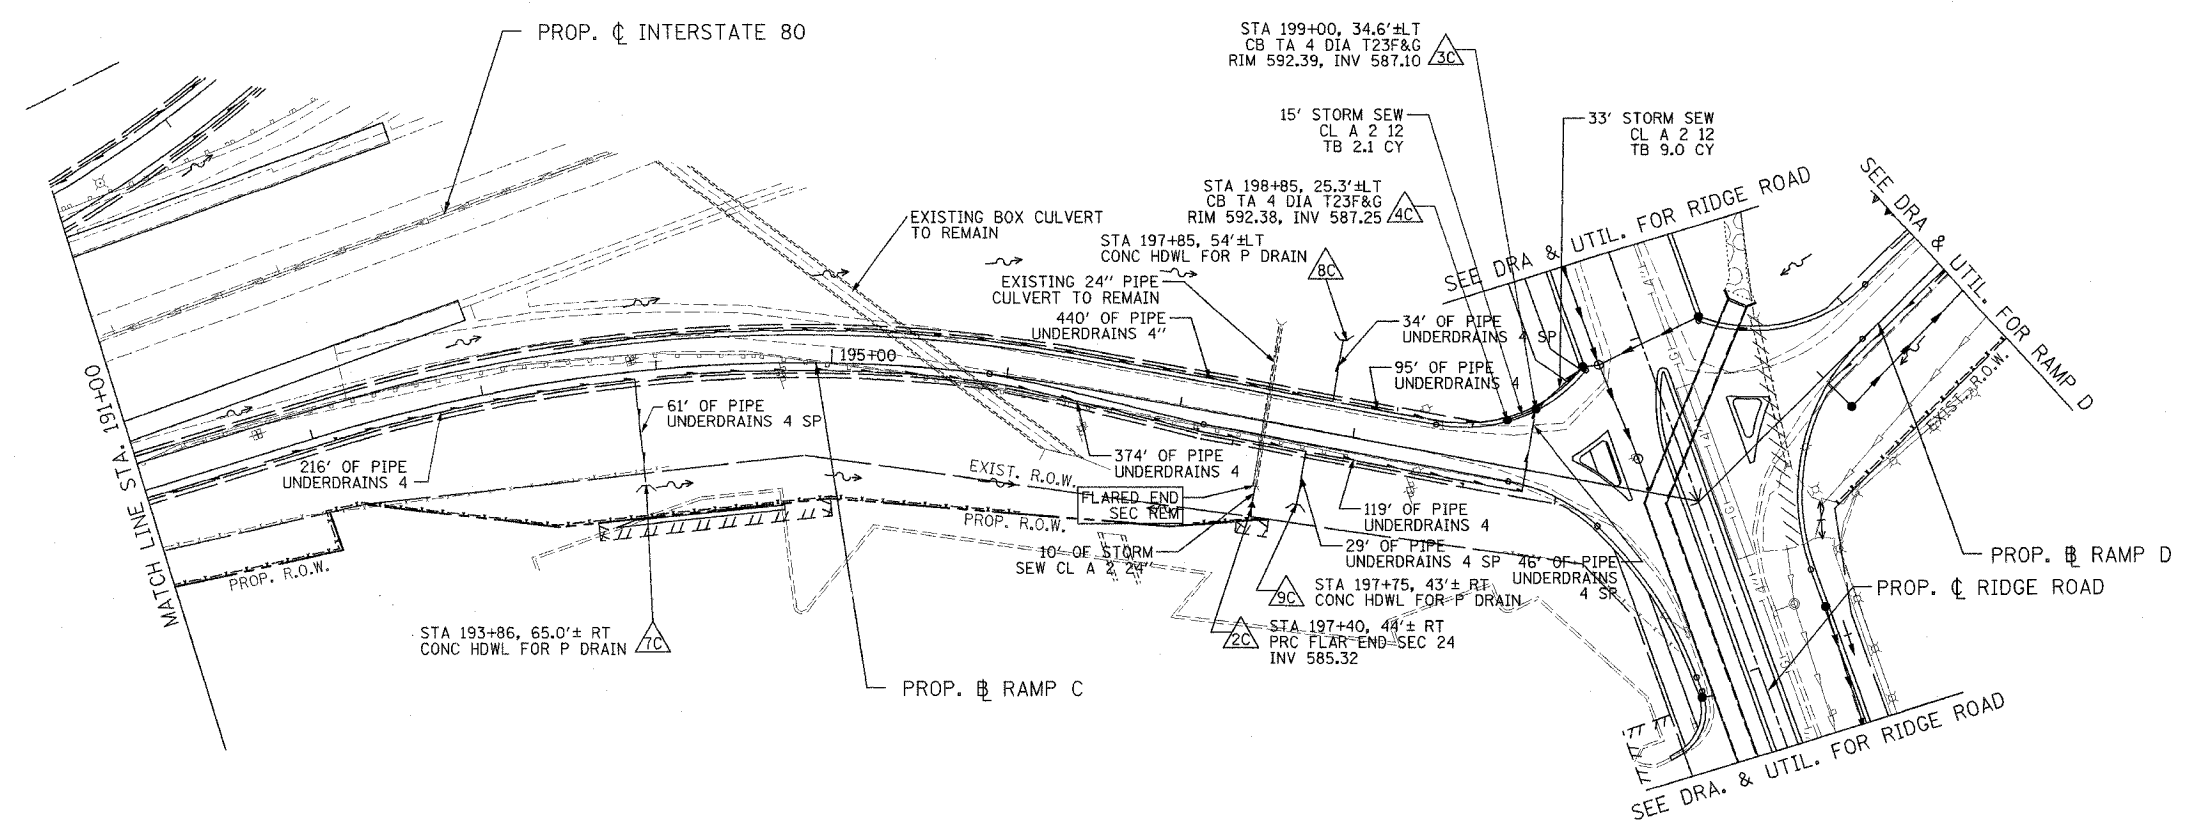 PROP. ℄ INTERSTATE 80
STA 199+00, 34.6'±LT
CB TA 4 DIA T23F&G
RIM 592.39, INV 587.10
3C
15' STORM SEW
CL A 2 12
TB 2.1 CY
33' STORM SEW
CL A 2 12
TB 9.0 CY
STA 198+85, 25.3'±LT
CB TA 4 DIA T23F&G
RIM 592.38, INV 587.25
4C
EXISTING BOX CULVERT
TO REMAIN
STA 197+85, 54'±LT
CONC HDWL FOR P DRAIN
8C
EXISTING 24" PIPE
CULVERT TO REMAIN
440' OF PIPE
UNDERDRAINS 4"
34' OF PIPE
UNDERDRAINS 4 SP
95' OF PIPE
UNDERDRAINS 4
SEE DRA & UTIL. FOR RIDGE ROAD
SEE DRA & UTIL. FOR RAMP D
EXIST. R.O.W.
195+00
61' OF PIPE
UNDERDRAINS 4 SP
216' OF PIPE
UNDERDRAINS 4
374' OF PIPE
UNDERDRAINS 4
EXIST. R.O.W.
FLARED END
SEC REM
PROP. R.O.W.
119' OF PIPE
UNDERDRAINS 4
10' OF STORM
SEW CL A 2 24"
29' OF PIPE
UNDERDRAINS 4 SP
46' OF PIPE
UNDERDRAINS
4 SP
MATCH LINE STA. 191+00
PROP. R.O.W.
9C
STA 197+75, 43'± RT
CONC HDWL FOR P DRAIN
STA 193+86, 65.0'± RT
CONC HDWL FOR P DRAIN
7C
2C
STA 197+40, 44'± RT
PRC FLAR END SEC 24
INV 585.32
PROP. ⅊ RAMP D
PROP. ℄ RIDGE ROAD
PROP. ⅊ RAMP C
SEE DRA. & UTIL. FOR RIDGE ROAD